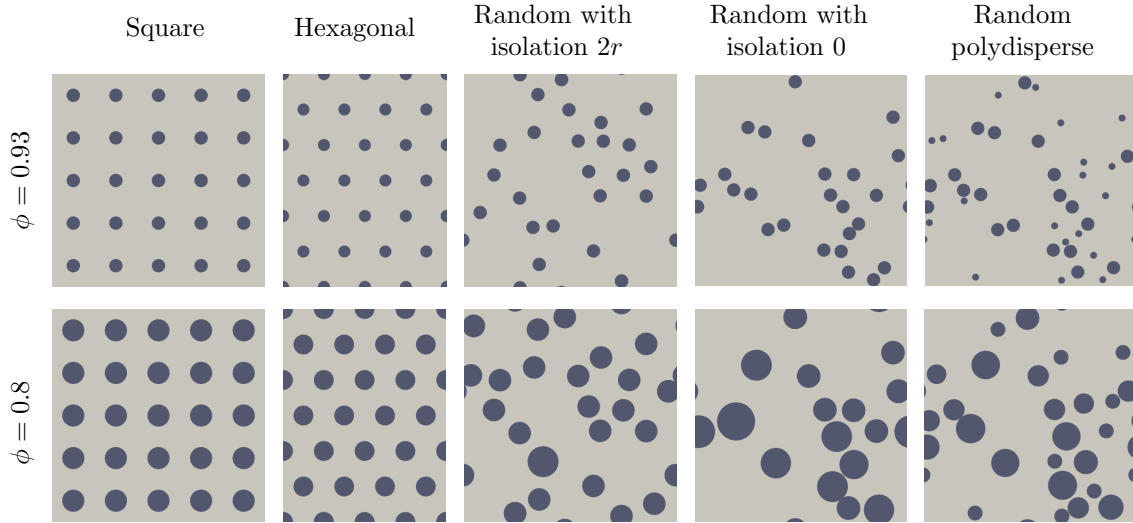 Square
Hexagonal
Random with
isolation 2r
Random with
isolation 0
Random
polydisperse
ϕ = 0.93
ϕ = 0.8